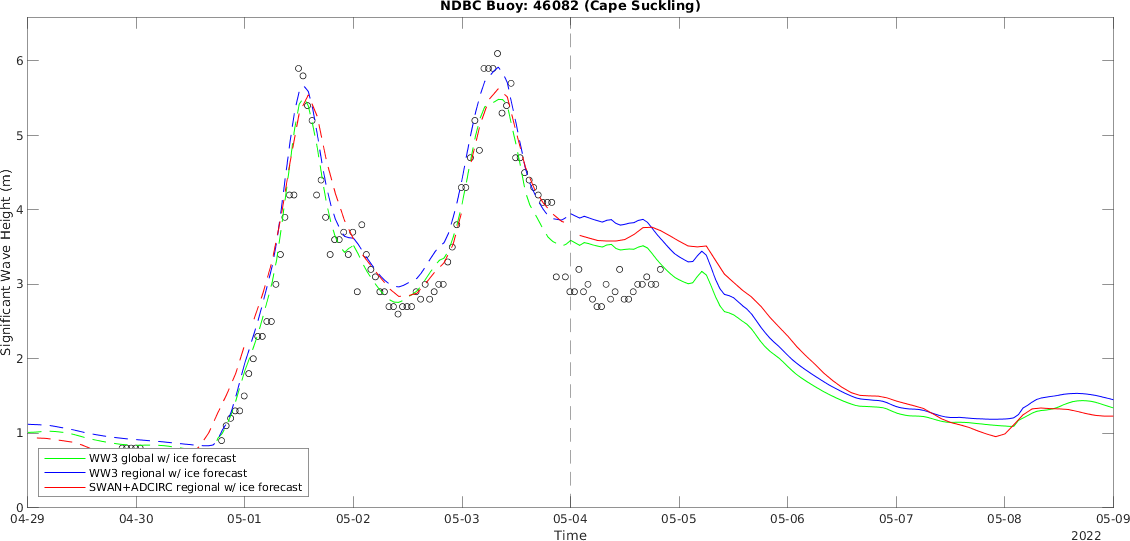 NDBC Buoy: 46082 (Cape Suckling)
Significant Wave Height (m)
6
5
4
3
2
1
0
WW3 global w/ ice forecast
WW3 regional w/ ice forecast
SWAN+ADCIRC regional w/ ice forecast
04-29 04-30 05-01 05-02 05-03 05-04 05-05 05-06 05-07 05-08 05-09
Time
2022